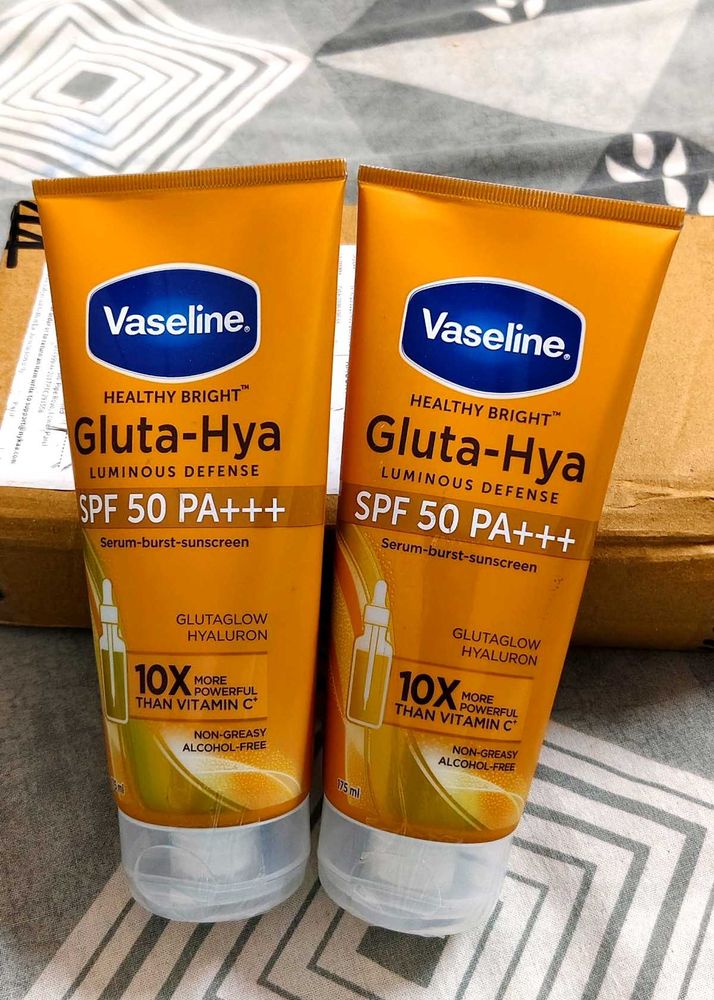 Vaseline®
HEALTHY BRIGHT™
Gluta-Hya
LUMINOUS DEFENSE
SPF 50 PA+++
Serum-burst-sunscreen
GLUTAGLOW
HYALURON
10X MORE
POWERFUL
THAN VITAMIN C*
NON-GREASY
ALCOHOL-FREE
Vaseline®
HEALTHY BRIGHT™
Gluta-Hya
LUMINOUS DEFENSE
SPF 50 PA+++
Serum-burst-sunscreen
GLUTAGLOW
HYALURON
10X MORE
POWERFUL
THAN VITAMIN C*
NON-GREASY
ALCOHOL-FREE
175 ml